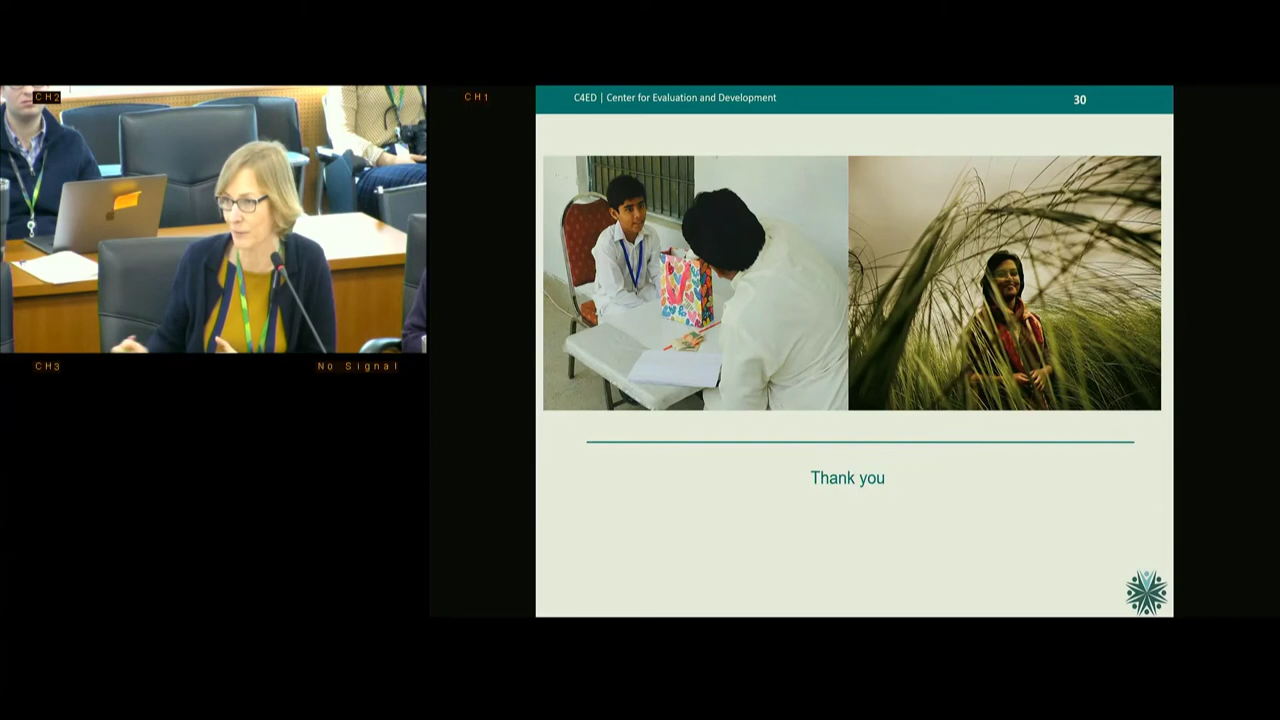 CH2
CH1
C4ED | Center for Evaluation and Development
30
CH3
No Signal
Thank you